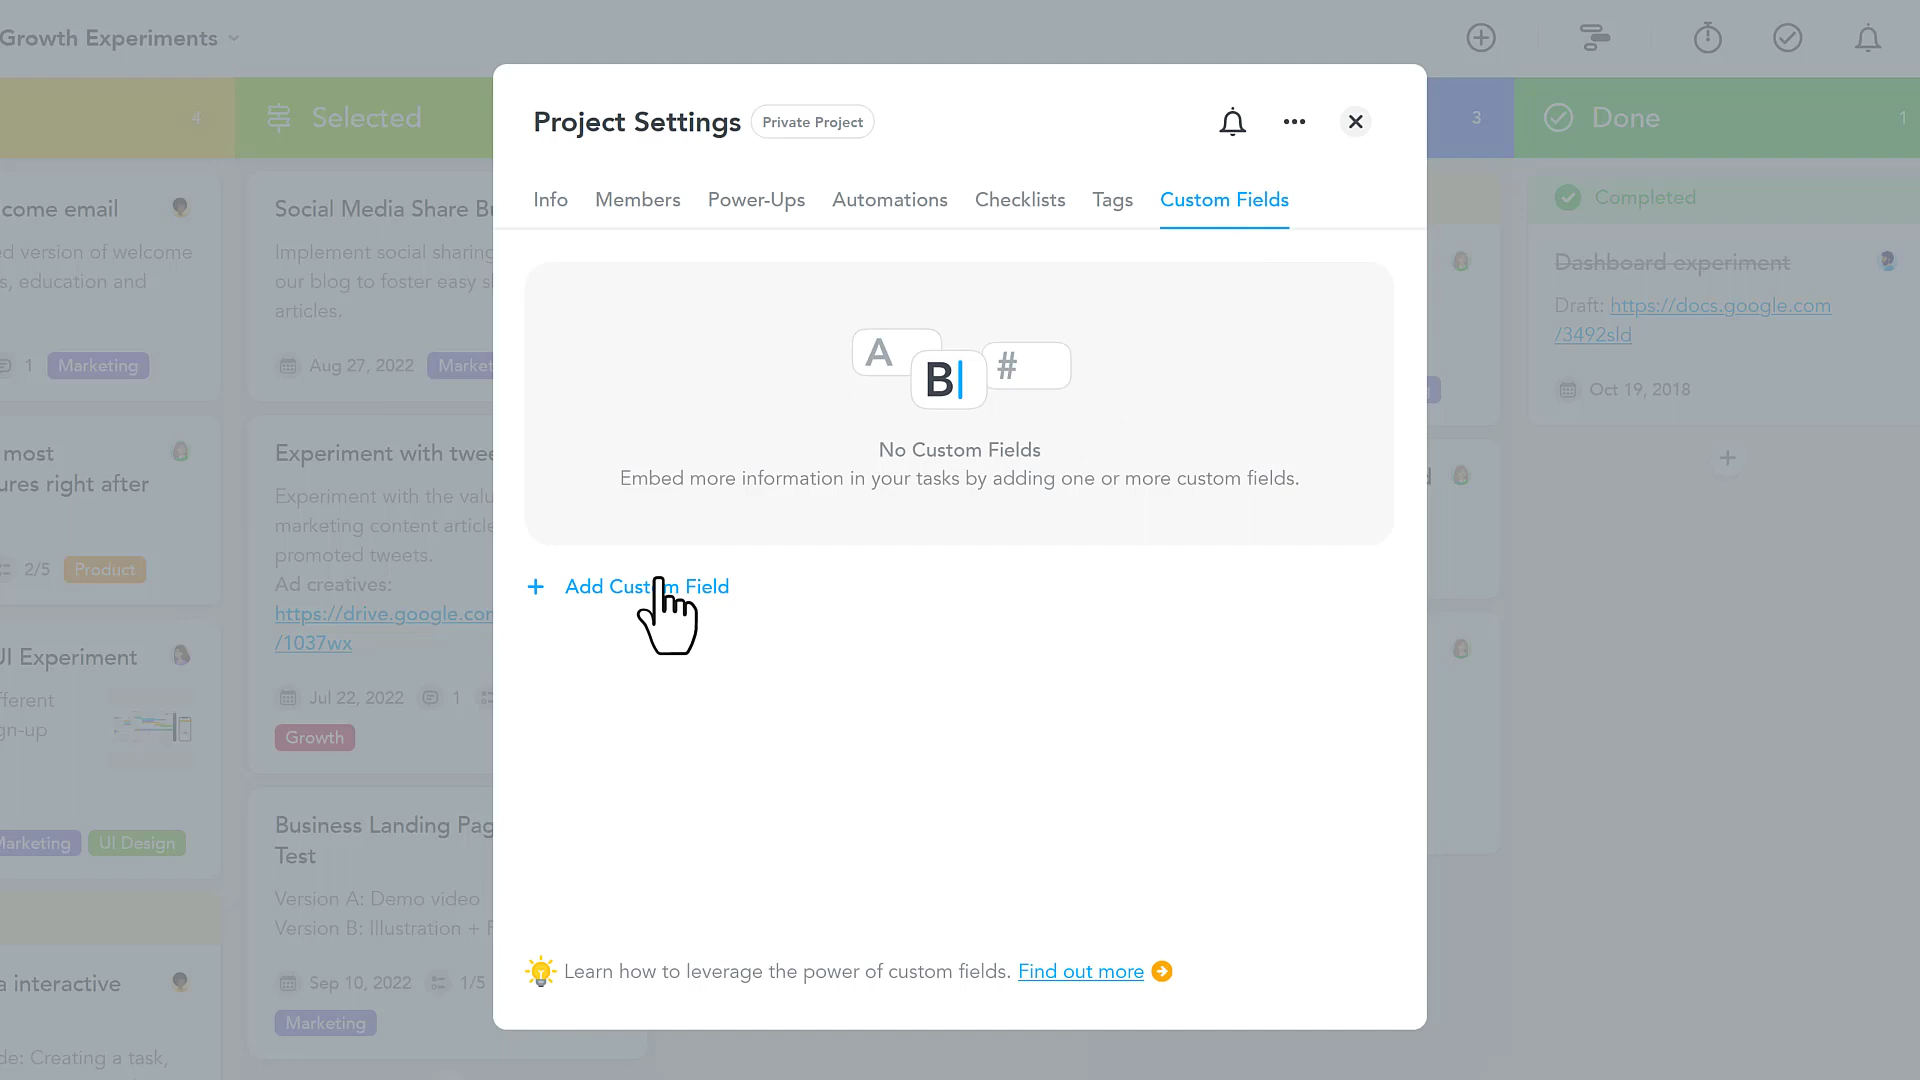 Growth Experiments
4
Selected
3
Done
1
Project Settings
Private Project
Info
Members
Power-Ups
Automations
Checklists
Tags
Custom Fields
A
B
#
No Custom Fields
Embed more information in your tasks by adding one or more custom fields.
+ Add Custom Field
Learn how to leverage the power of custom fields. Find out more
come email
d version of welcome
s, education and
1
Marketing
most
ures right after
2/5
Product
UI Experiment
fferent
gn-up
Marketing
UI Design
a interactive
de: Creating a task,
Social Media Share Bu
Implement social sharing
our blog to foster easy s
articles.
Aug 27, 2022
Market
Experiment with twee
Experiment with the valu
marketing content article
promoted tweets.
Ad creatives:
https://drive.google.com
/1037wx
Jul 22, 2022
1
Growth
Business Landing Pag
Test
Version A: Demo video
Version B: Illustration + F
Sep 10, 2022
1/5
Marketing
Completed
Dashboard experiment
Draft: https://docs.google.com
/3492sld
Oct 19, 2018